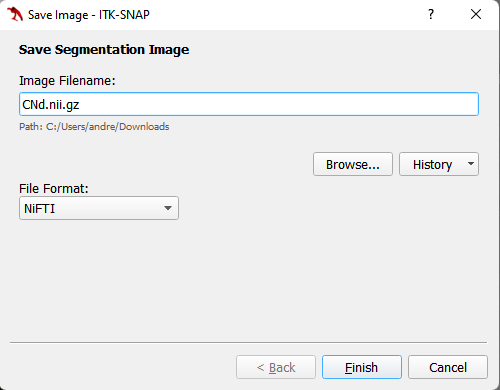 Save Image - ITK-SNAP
?
Save Segmentation Image
Image Filename:
CNd.nii.gz
Path: C:/Users/andre/Downloads
Browse... History
File Format:
NiFTI
< Back Finish Cancel